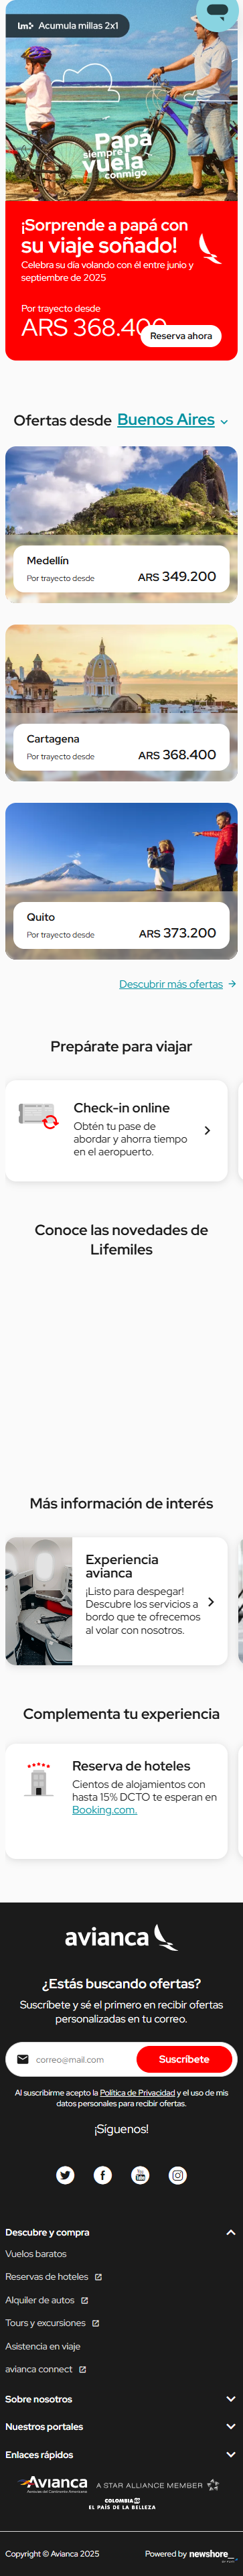 lm> Acumula millas 2x1
Papá
siempre
vuela
conmigo
¡Sorprende a papá con
su viaje soñado!
Celebra su día volando con él entre junio y
septiembre de 2025
Por trayecto desde
ARS 368.400
Reserva ahora
Ofertas desde Buenos Aires
Medellín
Por trayecto desde ARS 349.200
Cartagena
Por trayecto desde ARS 368.400
Quito
Por trayecto desde ARS 373.200
Descubrir más ofertas
Prepárate para viajar
Check-in online
Obtén tu pase de
abordar y ahorra tiempo
en el aeropuerto.
Conoce las novedades de
Lifemiles
Más información de interés
Experiencia
avianca
¡Listo para despegar!
Descubre los servicios a
bordo que te ofrecemos
al volar con nosotros.
Complementa tu experiencia
Reserva de hoteles
Cientos de alojamientos con
hasta 15% DCTO te esperan en
Booking.com.
avianca
¿Estás buscando ofertas?
Suscríbete y sé el primero en recibir ofertas
personalizadas en tu correo.
correo@mail.com Suscríbete
Al suscribirme acepto la Política de Privacidad y el uso de mis
datos personales para recibir ofertas.
¡Síguenos!
You
Tube
Descubre y compra
Vuelos baratos
Reservas de hoteles
Alquiler de autos
Tours y excursiones
Asistencia en viaje
avianca connect
Sobre nosotros
Nuestros portales
Enlaces rápidos
Avianca A STAR ALLIANCE MEMBER
Aerovías del Continente Americano
COLOMBIA
EL PAÍS DE LA BELLEZA
Copyright © Avianca 2025 Powered by newshore_